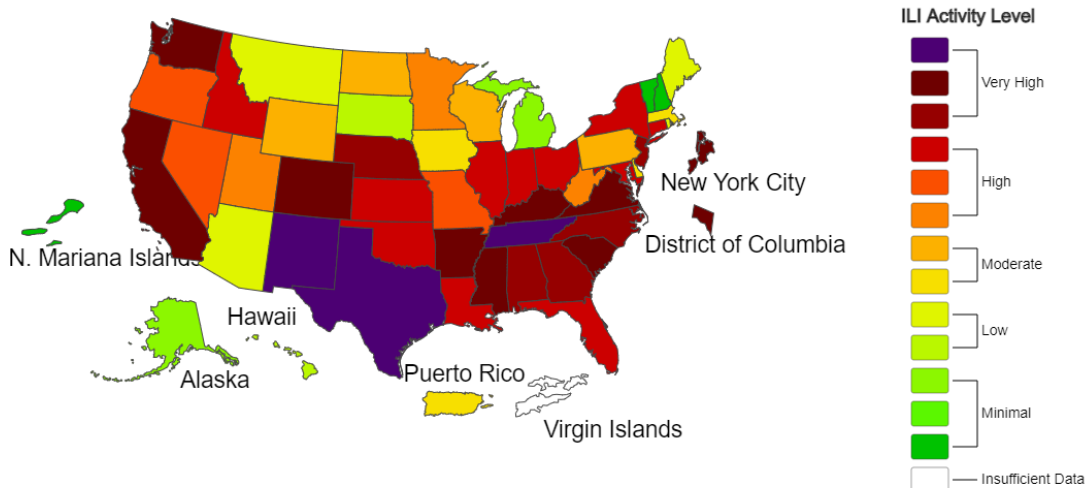 ILI Activity Level
Very High
High
Moderate
Low
Minimal
Insufficient Data
New York City
District of Columbia
N. Mariana Islands
Hawaii
Alaska
Puerto Rico
Virgin Islands